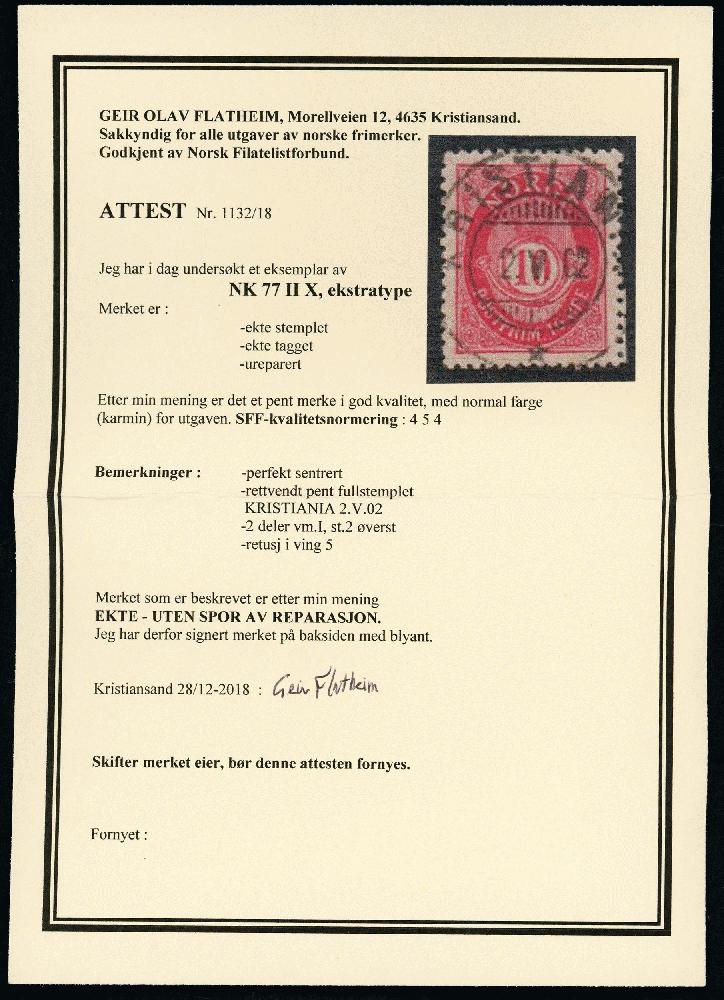 GEIR OLAV FLATHEIM, Morellveien 12, 4635 Kristiansand.
Sakkyndig for alle utgaver av norske frimerker.
Godkjent av Norsk Filatelistforbund.
ATTEST Nr. 1132/18
Jeg har i dag undersøkt et eksemplar av
NK 77 II X, ekstratype
Merket er :
-ekte stemplet
-ekte tagget
-ureparert
KRISTIAN
NORGE
2.V.02
10
Etter min mening er det et pent merke i god kvalitet, med normal farge
(karmin) for utgaven. SFF-kvalitetsnormering : 4 5 4
Bemerkninger :
-perfekt sentrert
-rettvendt pent fullstemplet
KRISTIANIA 2.V.02
-2 deler vm.I, st.2 øverst
-retusj i ving 5
Merket som er beskrevet er etter min mening
EKTE - UTEN SPOR AV REPARASJON.
Jeg har derfor signert merket på baksiden med blyant.
Kristiansand 28/12-2018 : Geir Flatheim
Skifter merket eier, bør denne attesten fornyes.
Fornyet :